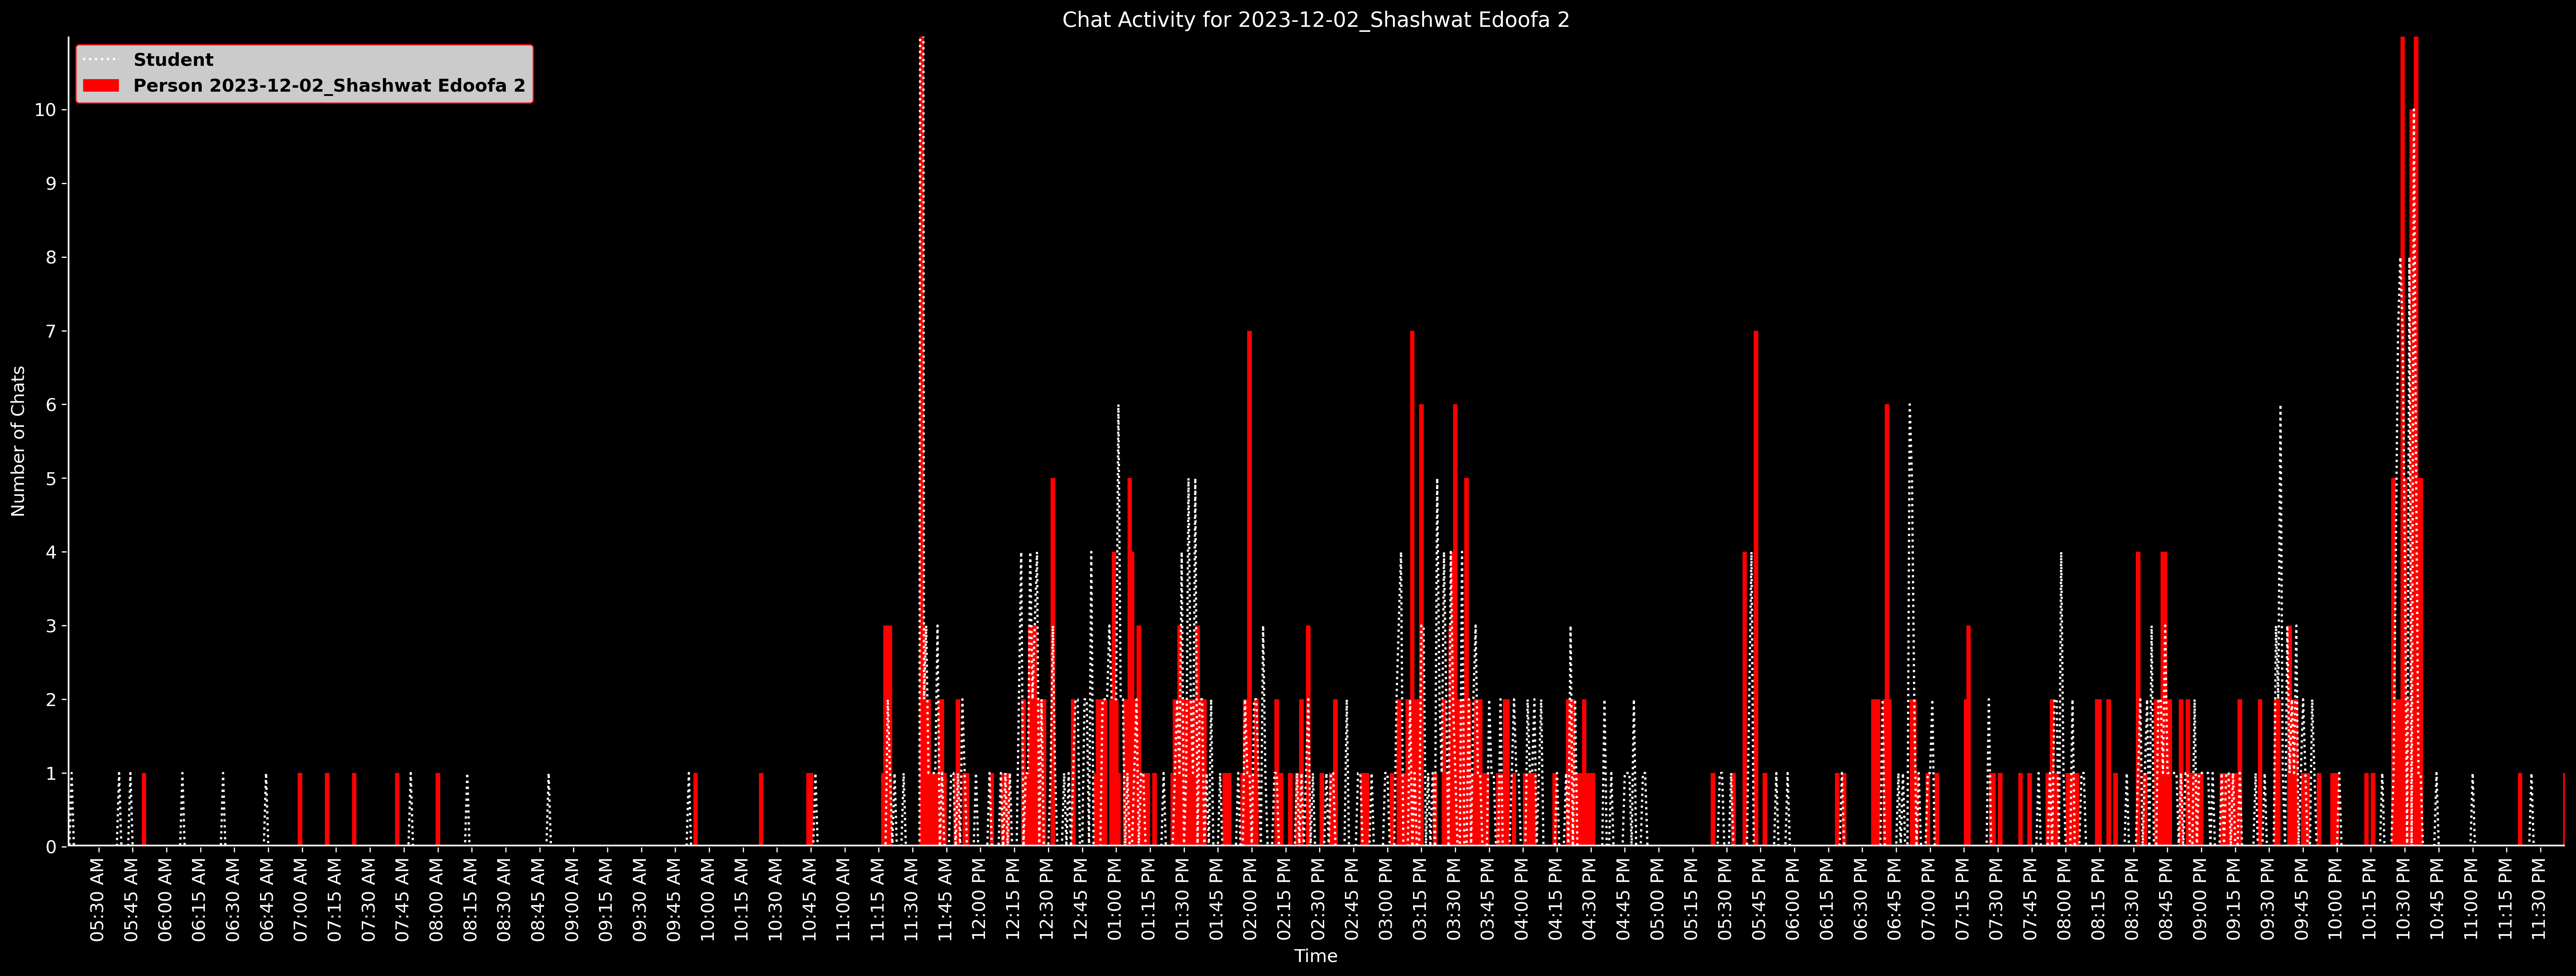 Chat Activity for 2023-12-02_Shashwat Edoofa 2
Student
Person 2023-12-02_Shashwat Edoofa 2
Number of Chats
10
9
8
7
6
5
4
3
2
1
0
05:30 AM
05:45 AM
06:00 AM
06:15 AM
06:30 AM
06:45 AM
07:00 AM
07:15 AM
07:30 AM
07:45 AM
08:00 AM
08:15 AM
08:30 AM
08:45 AM
09:00 AM
09:15 AM
09:30 AM
09:45 AM
10:00 AM
10:15 AM
10:30 AM
10:45 AM
11:00 AM
11:15 AM
11:30 AM
11:45 AM
12:00 PM
12:15 PM
12:30 PM
12:45 PM
01:00 PM
01:15 PM
01:30 PM
01:45 PM
02:00 PM
02:15 PM
02:30 PM
02:45 PM
03:00 PM
03:15 PM
03:30 PM
03:45 PM
04:00 PM
04:15 PM
04:30 PM
04:45 PM
05:00 PM
05:15 PM
05:30 PM
05:45 PM
06:00 PM
06:15 PM
06:30 PM
06:45 PM
07:00 PM
07:15 PM
07:30 PM
07:45 PM
08:00 PM
08:15 PM
08:30 PM
08:45 PM
09:00 PM
09:15 PM
09:30 PM
09:45 PM
10:00 PM
10:15 PM
10:30 PM
10:45 PM
11:00 PM
11:15 PM
11:30 PM
Time